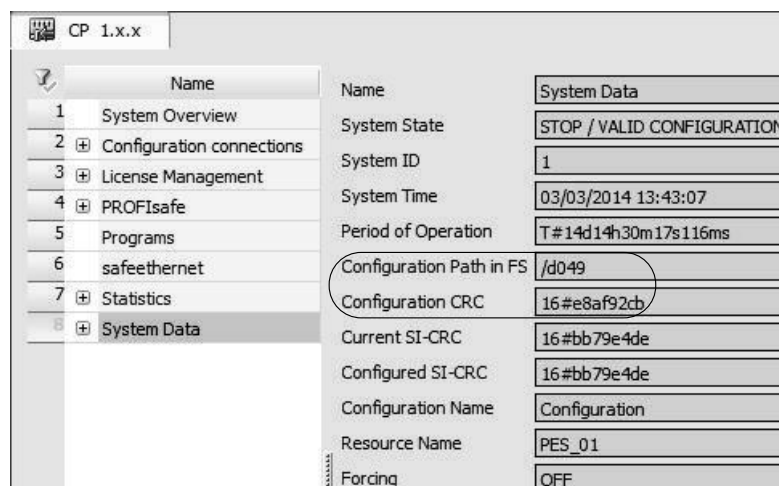 CP 1.x.x
Name
1 System Overview
2 Configuration connections
3 License Management
4 PROFIsafe
5 Programs
6 safeethernet
7 Statistics
8 System Data
Name System Data
System State STOP / VALID CONFIGURATION
System ID 1
System Time 03/03/2014 13:43:07
Period of Operation T#14d14h30m17s116ms
Configuration Path in FS /d049
Configuration CRC 16#e8af92cb
Current SI-CRC 16#bb79e4de
Configured SI-CRC 16#bb79e4de
Configuration Name Configuration
Resource Name PES_01
Forcing OFF